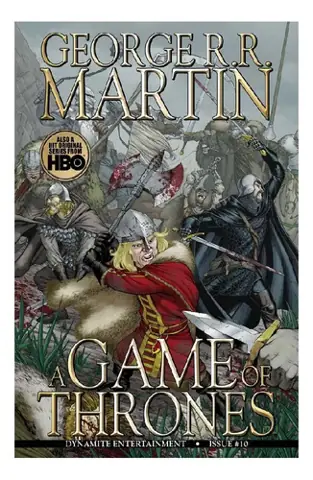 GEORGE R.R.
MARTIN
ALSO A
HIT ORIGINAL
SERIES FROM
HBO
A GAME OF
THRONES
DYNAMITE ENTERTAINMENT • ISSUE #10